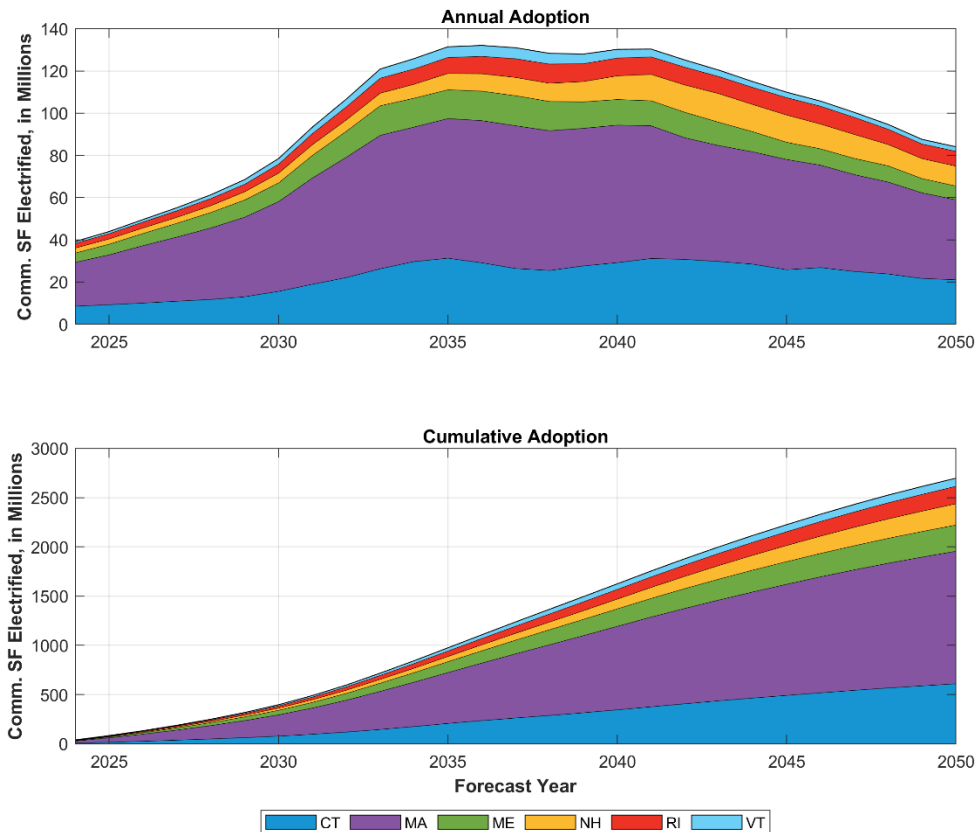 Annual Adoption
Comm. SF Electrified, in Millions
140
120
100
80
60
40
20
0
2025 2030 2035 2040 2045 2050
Cumulative Adoption
Comm. SF Electrified, in Millions
3000
2500
2000
1500
1000
500
0
2025 2030 2035 2040 2045 2050
Forecast Year
CT MA ME NH RI VT